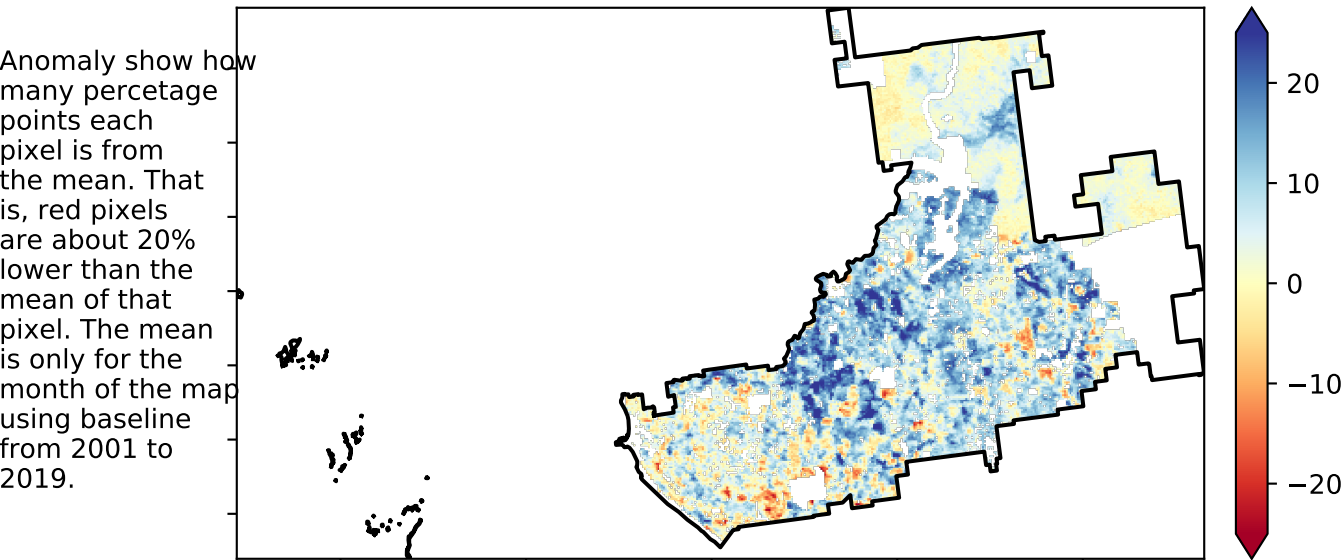 Anomaly show how
many percetage
points each
pixel is from
the mean. That
is, red pixels
are about 20%
lower than the
mean of that
pixel. The mean
is only for the
month of the map
using baseline
from 2001 to
2019.
20
10
0
−10
−20